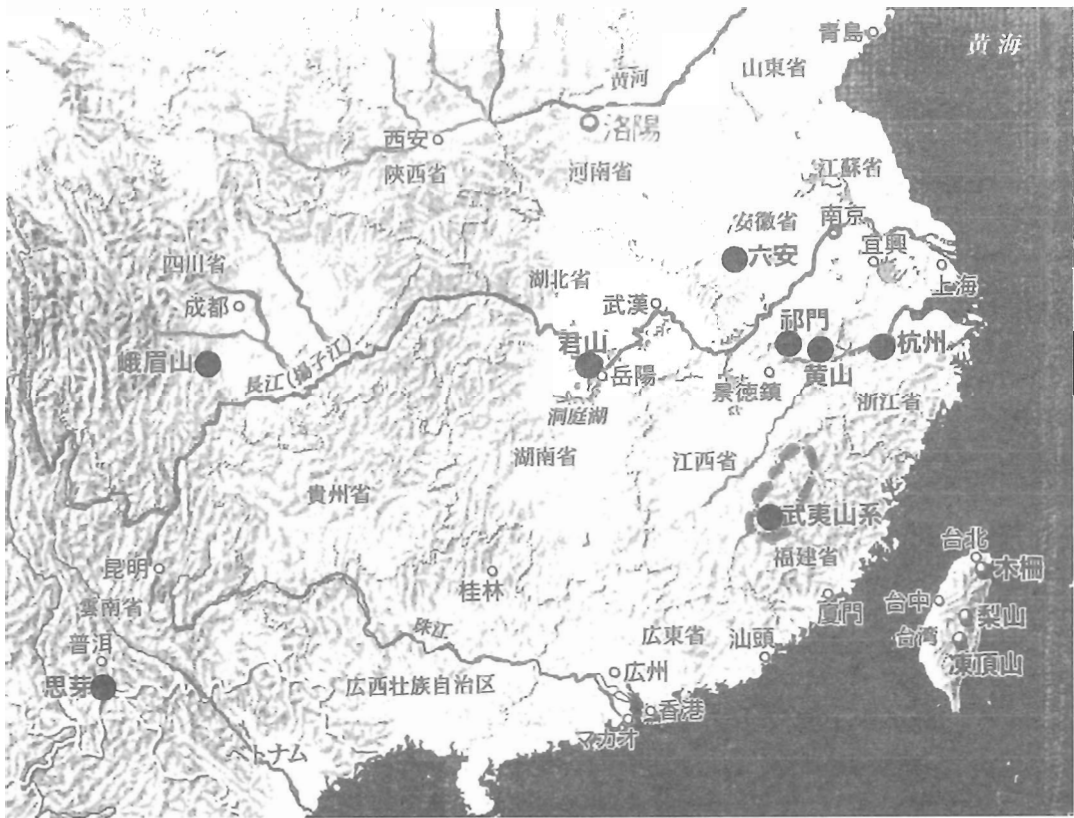 青島
黄海
山東省
黄河
洛陽
西安
陝西省
河南省
江蘇省
安徽省
南京
六安
宜興
上海
四川省
湖北省
成都
武漢
祁門
君山
杭州
峨眉山
長江(揚子江)
岳陽
黄山
景徳鎮
浙江省
洞庭湖
湖南省
江西省
貴州省
武夷山系
福建省
台北
昆明
木柵
桂林
雲南省
台中
厦門
梨山
珠江
広東省
台湾
普洱
汕頭
東頂山
広州
思芽
広西壮族自治区
香港
マカオ
ベトナム